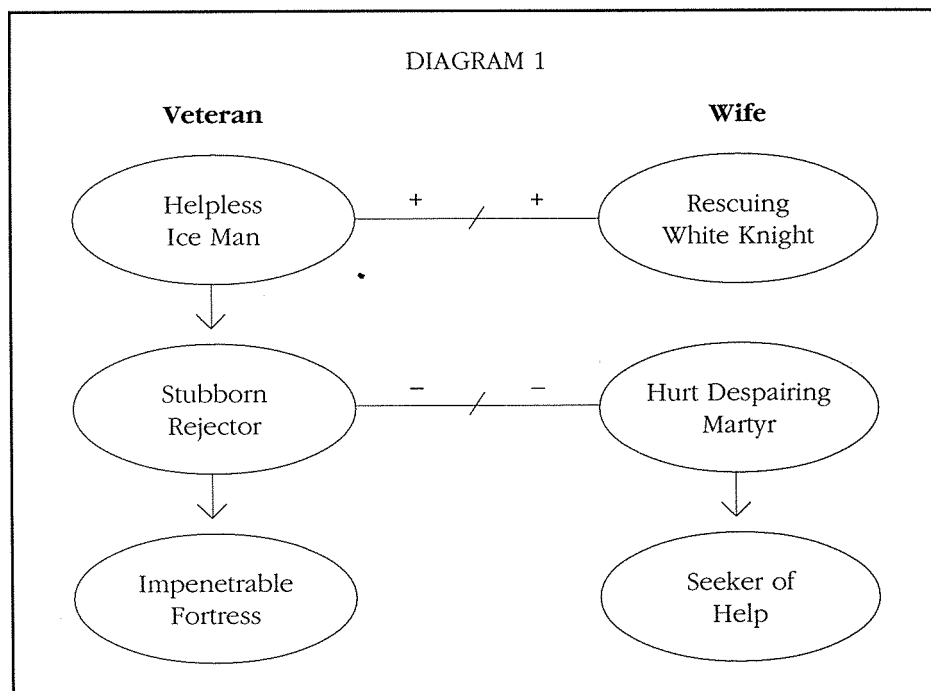 DIAGRAM 1
Veteran
Wife
Helpless
Ice Man
+ +
Rescuing
White Knight
Stubborn
Rejector
– –
Hurt Despairing
Martyr
Impenetrable
Fortress
Seeker of
Help